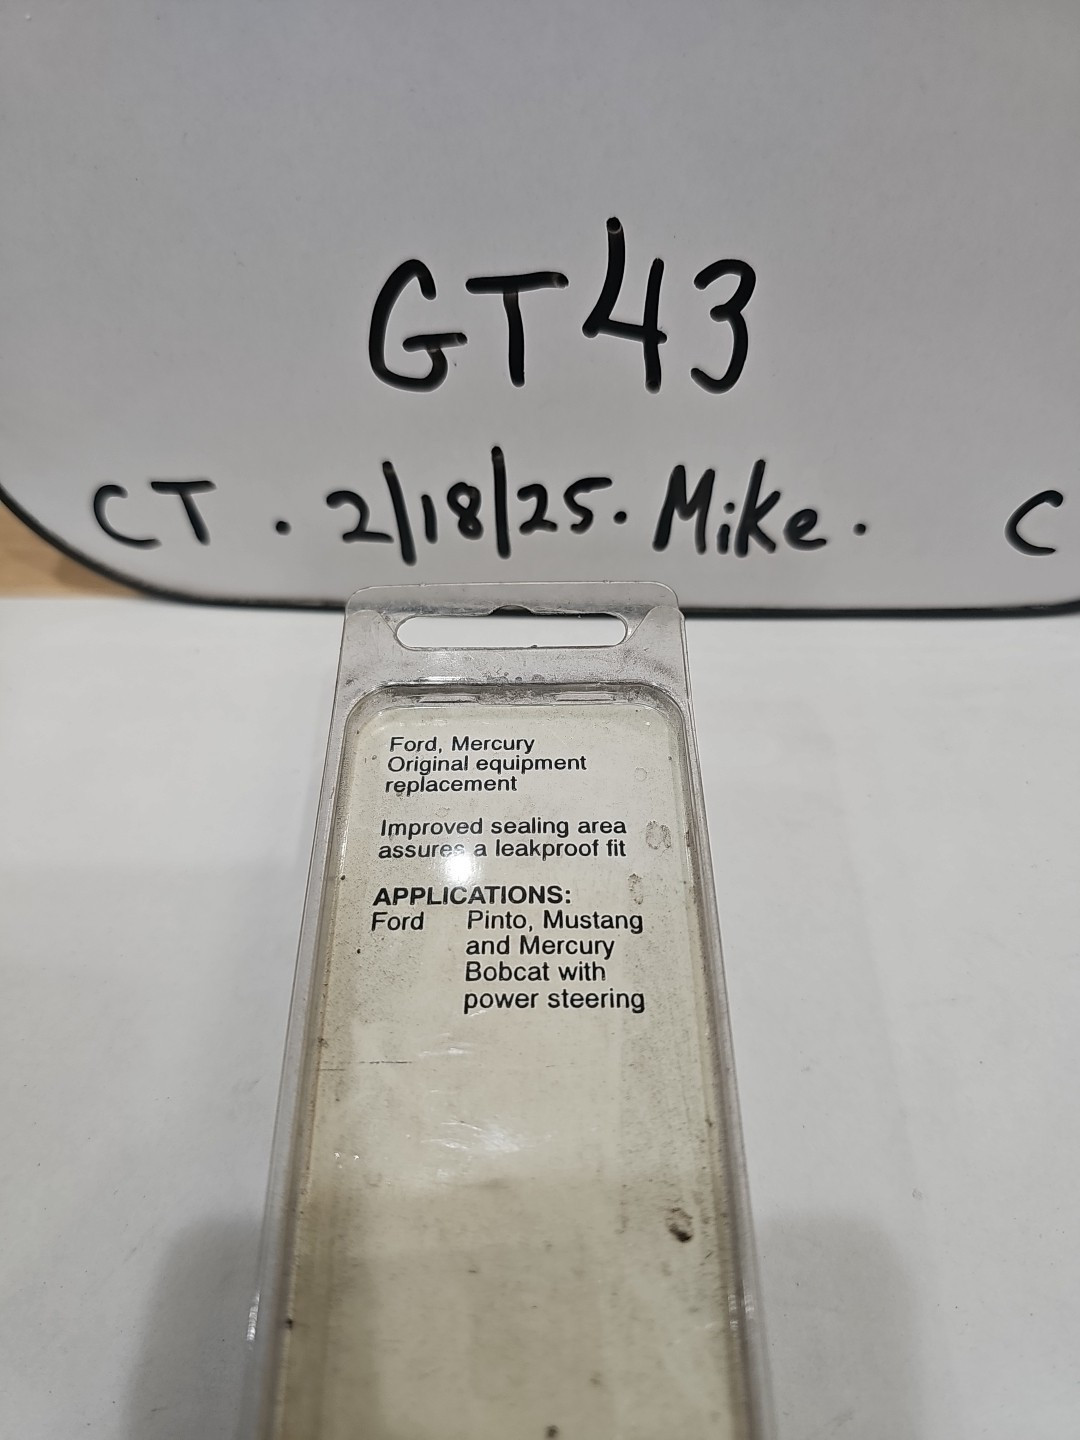 GT43
CT . 2/18/25. Mike. C
Ford, Mercury
Original equipment
replacement
Improved sealing area
assures a leakproof fit
APPLICATIONS:
Ford Pinto, Mustang
and Mercury
Bobcat with
power steering